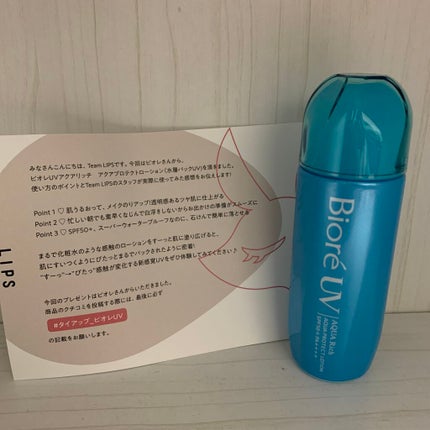 みなさんこんにちは、Team LIPSです。今回はビオレさんから、
ビオレUVアクアリッチ アクアプロテクトローション(水層パックUV)を頂きました。
使い方のポイントとTeam LIPSのスタッフが実際に使ってみた感想をお伝えします!
Point 1 ♡ 肌うるおって、メイクのりアップ!透明感あるツヤ肌に仕上がる
Point 2 ♡ 忙しい朝でも素早くなじんで白浮きしないからお出かけの準備がスムーズに
Point 3 ♡ SPF50+、スーパーウォータープルーフなのに、石けんで簡単に落とせる
まるで化粧水のような感触のローションをすーっと肌に塗り広げると、
肌にすいつくようにぴたっとまるでパックされたように密着!
"すーっ"→"ぴたっ"感触が変化する新感覚UVをぜひ体験してみてください♪
今回のプレゼントはビオレさんからいただきました。
商品のクチコミを投稿する際には、最後に必ず
#タイアップ_ビオレUV
の記載をお願いします。
LIPS
Bioré UV
AQUA Rich
AQUA PROTECT LOTION
SPF50+ PA++++